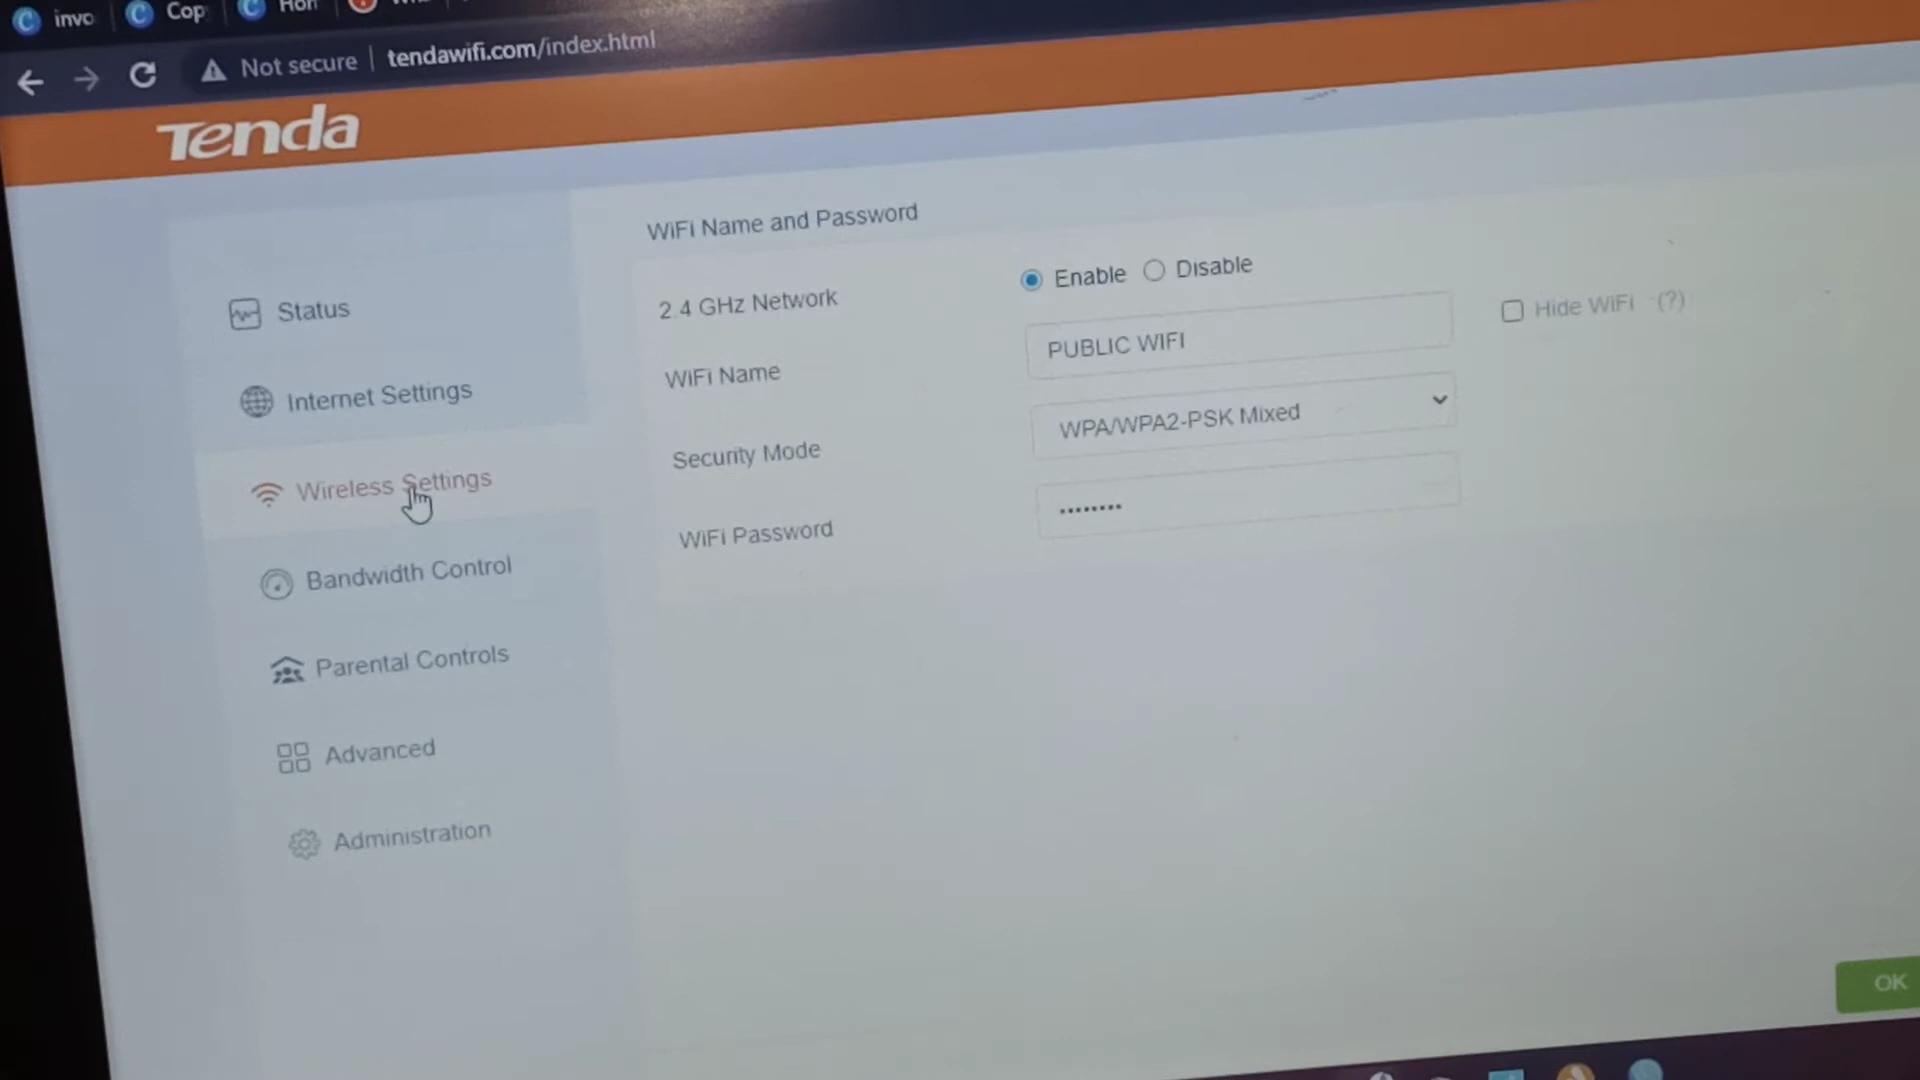 invo
Cop
Hon
Not secure | tendawifi.com/index.html
Tenda
Status
Internet Settings
Wireless Settings
Bandwidth Control
Parental Controls
Advanced
Administration
WiFi Name and Password
2.4 GHz Network
Enable
Disable
WiFi Name
PUBLIC WIFI
Hide WiFi (?)
Security Mode
WPA/WPA2-PSK Mixed
WiFi Password
••••••••
OK